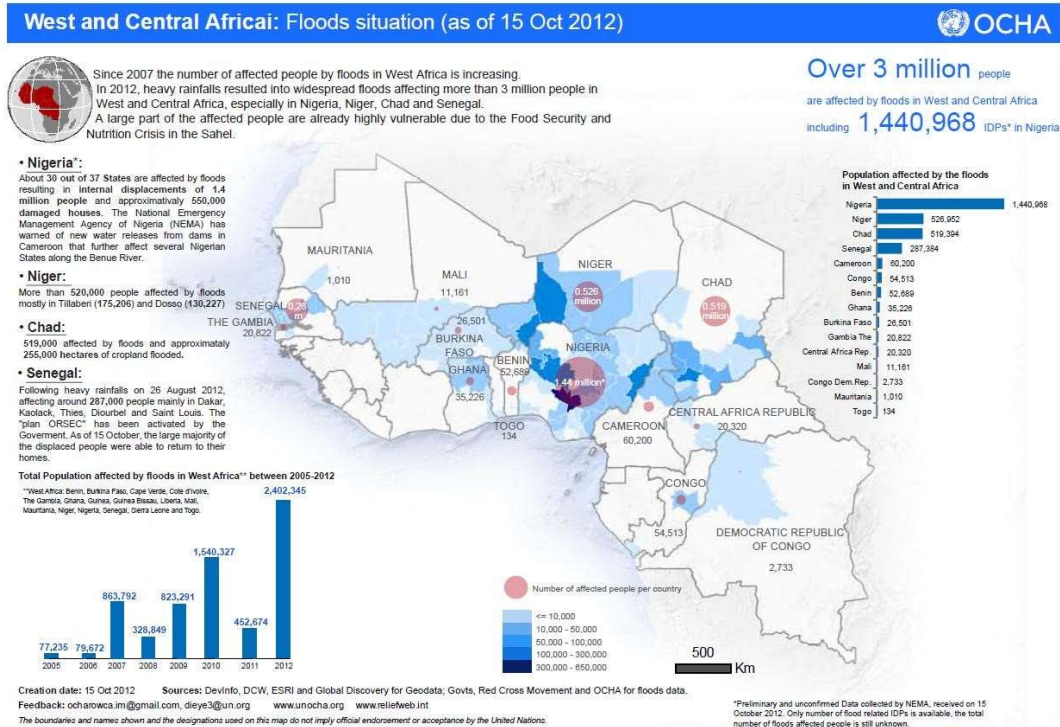 West and Central Africai: Floods situation (as of 15 Oct 2012)
OCHA
Since 2007 the number of affected people by floods in West Africa is increasing.
In 2012, heavy rainfalls resulted into widespread floods affecting more than 3 million people in
West and Central Africa, especially in Nigeria, Niger, Chad and Senegal.
A large part of the affected people are already highly vulnerable due to the Food Security and
Nutrition Crisis in the Sahel.
Over 3 million people
are affected by floods in West and Central Africa
including 1,440,968 IDPs* in Nigeria
• Nigeria*:
About 30 out of 37 States are affected by floods
resulting in internal displacements of 1.4
million people and approximativaly 550,000
damaged houses. The National Emergency
Management Agency of Nigeria (NEMA) has
warned of new water releases from dams in
Cameroon that further affect several Nigerian
States along the Benue River.
• Niger:
More than 520,000 people affected by floods
mostly in Tillaberi (175,206) and Dosso (130,227)
• Chad:
519,000 affected by floods and approximataly
255,000 hectares of cropland flooded.
• Senegal:
Following heavy rainfalls on 26 August 2012,
affecting around 287,000 people mainly in Dakar,
Kaolack, Thies, Diourbel and Saint Louis. The
"plan ORSEC" has been activated by the
Goverment. As of 15 October, the large majority of
the displaced people were able to return to their
homes.
Total Population affected by floods in West Africa** between 2005-2012
**West Africa: Benin, Burkina Faso, Cape Verde, Cote d'Ivoire,
The Gambia, Ghana, Guinea, Guinea Bissau, Liberia, Mali,
Mauritania, Niger, Nigeria, Senegal, Sierra Leone and Togo.
77,235
79,672
863,792
328,849
823,291
1,540,327
452,674
2,402,345
2005 2006 2007 2008 2009 2010 2011 2012
MAURITANIA
1,010
MALI
11,161
NIGER
0.526
million
CHAD
0.519
million
SENEGAL
0.28
m
THE GAMBIA
20,822
26,501
BURKINA
FASO
BENIN
52,689
GHANA
35,226
TOGO
134
NIGERIA
1.44 million*
CAMEROON
60,200
CENTRAL AFRICA REPUBLIC
20,320
CONGO
54,513
DEMOCRATIC REPUBLIC
OF CONGO
2,733
Population affected by the floods
in West and Central Africa
Nigeria 1,440,968
Niger 526,952
Chad 519,394
Senegal 287,384
Cameroon 60,200
Congo 54,513
Benin 52,689
Ghana 35,226
Burkina Faso 26,501
Gambia The 20,822
Central Africa Rep. 20,320
Mali 11,161
Congo Dem.Rep. 2,733
Mauritania 1,010
Togo 134
Number of affected people per country
<= 10,000
10,000 - 50,000
50,000 - 100,000
100,000 - 300,000
300,000 - 650,000
500
Km
Creation date: 15 Oct 2012 Sources: DevInfo, DCW, ESRI and Global Discovery for Geodata; Govts, Red Cross Movement and OCHA for floods data.
Feedback: ocharowca.im@gmail.com, dieye3@un.org www.unocha.org www.reliefweb.int
The boundaries and names shown and the designations used on this map do not imply official endorsement or acceptance by the United Nations.
*Preliminary and unconfirmed Data collected by NEMA, received on 15
October 2012. Only number of flood related IDPs is available, the total
number of floods affected people is still unknown.